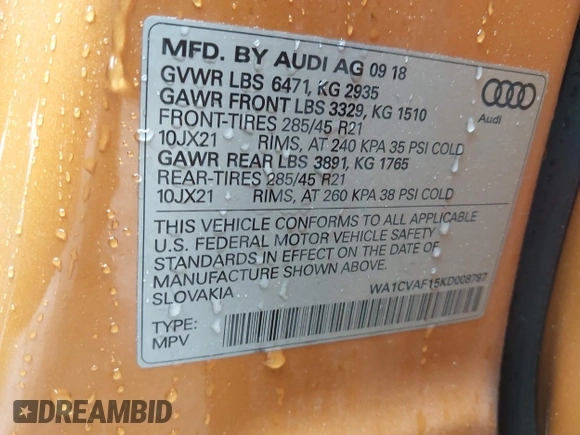 MFD. BY AUDI AG 09 18
GVWR LBS 6471, KG 2935
GAWR FRONT LBS 3329, KG 1510
FRONT-TIRES 285/45 R21
10JX21 RIMS, AT 240 KPA 35 PSI COLD
GAWR REAR LBS 3891, KG 1765
REAR-TIRES 285/45 R21
10JX21 RIMS, AT 260 KPA 38 PSI COLD
Audi
THIS VEHICLE CONFORMS TO ALL APPLICABLE
U.S. FEDERAL MOTOR VEHICLE SAFETY
STANDARDS IN EFFECT ON THE DATE OF
MANUFACTURE SHOWN ABOVE.
SLOVAKIA
WA1CVAF15KD008797
TYPE:
MPV
DREAMBID